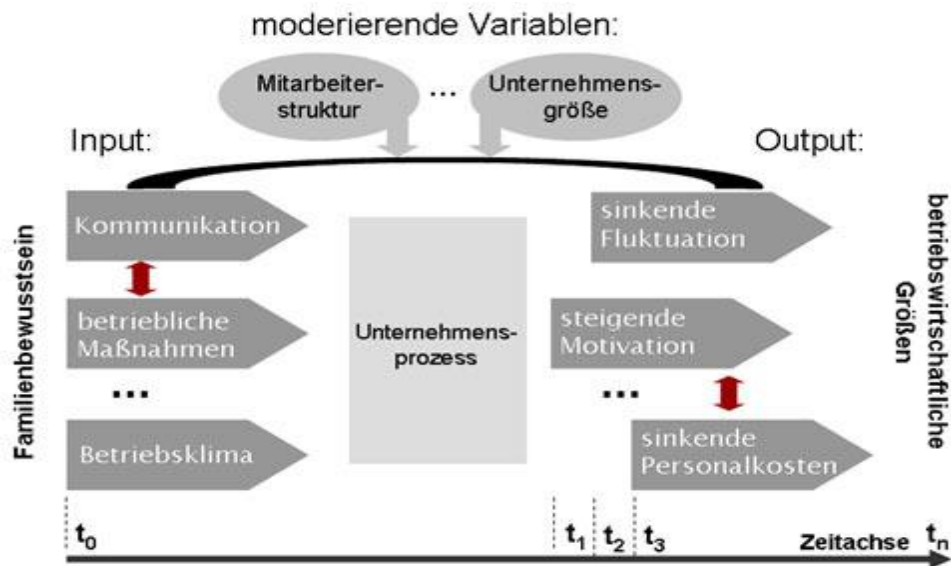 moderierende Variablen:
Mitarbeiter-
struktur
...
Unternehmens-
größe
Input:
Output:
Familienbewusstsein
Kommunikation
betriebliche
Maßnahmen
...
Betriebsklima
Unternehmens-
prozess
sinkende
Fluktuation
steigende
Motivation
...
sinkende
Personalkosten
betriebswirtschaftliche
Größen
t0
t1
t2
t3
Zeitachse
tn